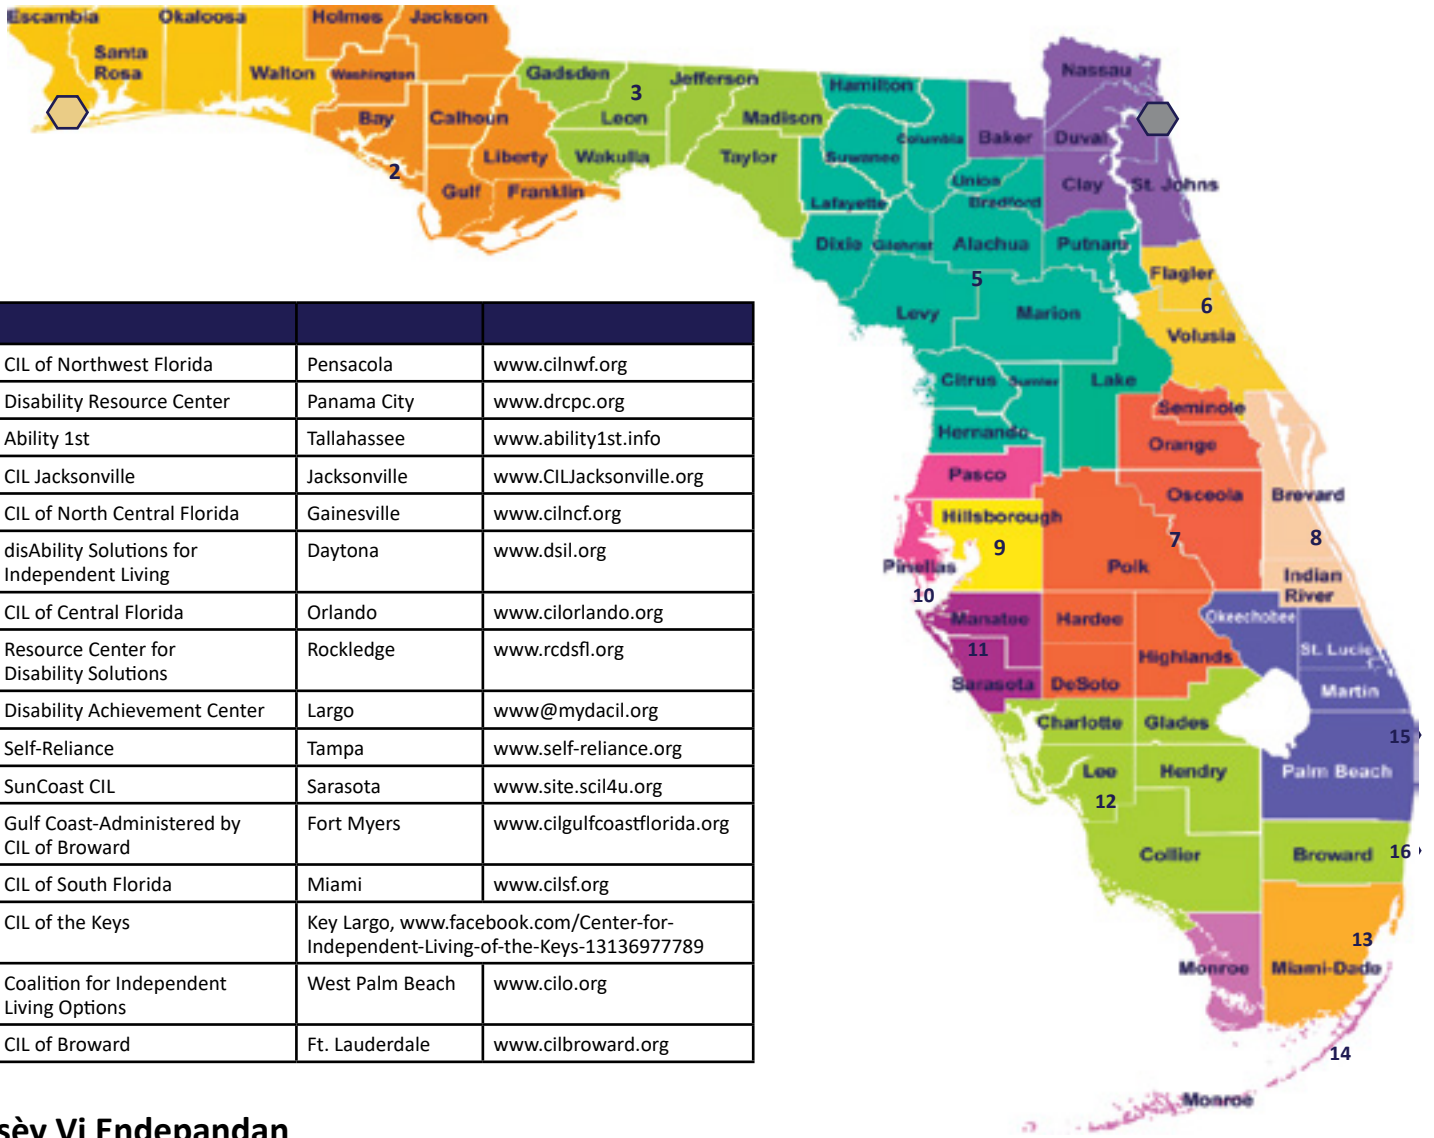 Escambia
Okaloosa
Holmes
Jackson
Santa
Rosa
Walton
Washington
Gadsden
3
Jefferson
Hamilton
Nassau
Bay
Calhoun
Leon
Madison
Columbia
Baker
Duval
2
Liberty
Wakulla
Taylor
Suwanee
Union
Clay
St. Johns
Gulf
Franklin
Lafayette
Bradford
Dixie
Gilchrist
Alachua
Putnam
5
Flagler
6
Levy
Marion
Volusia
Citrus
Sumter
Lake
Seminole
Hernando
Orange
Pasco
Osceola
Brevard
Hillsborough
9
7
8
Pinellas
Polk
Indian
River
10
Manatee
Hardee
Okeechobee
11
Highlands
St. Lucie
Sarasota
DeSoto
Martin
Charlotte
Glades
15
Lee
Hendry
Palm Beach
12
Collier
Broward
16
13
Monroe
Miami-Dade
14
Monroe
CIL of Northwest Florida Pensacola www.cilnwf.org
Disability Resource Center Panama City www.drcpc.org
Ability 1st Tallahassee www.ability1st.info
CIL Jacksonville Jacksonville www.CILJacksonville.org
CIL of North Central Florida Gainesville www.cilncf.org
disAbility Solutions for Daytona www.dsil.org
Independent Living
CIL of Central Florida Orlando www.cilorlando.org
Resource Center for Rockledge www.rcdsfl.org
Disability Solutions
Disability Achievement Center Largo www@mydacil.org
Self-Reliance Tampa www.self-reliance.org
SunCoast CIL Sarasota www.site.scil4u.org
Gulf Coast-Administered by Fort Myers www.cilgulfcoastflorida.org
CIL of Broward
CIL of South Florida Miami www.cilsf.org
CIL of the Keys Key Largo, www.facebook.com/Center-for-
Independent-Living-of-the-Keys-13136977789
Coalition for Independent West Palm Beach www.cilo.org
Living Options
CIL of Broward Ft. Lauderdale www.cilbroward.org
sèv Vi Endepandan